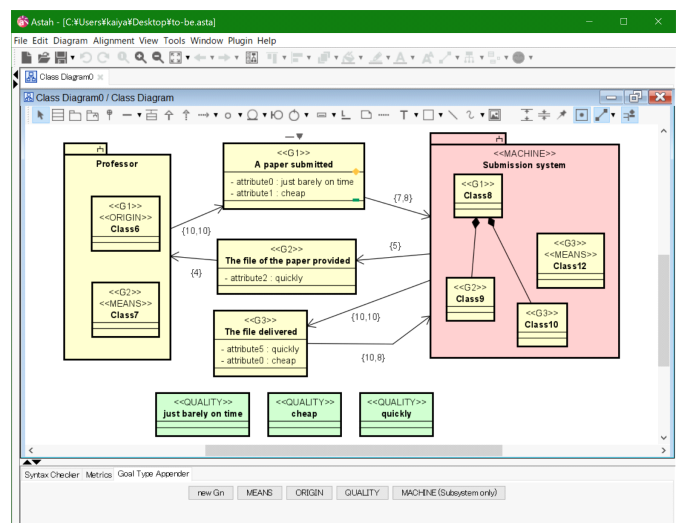 Astah - [C:¥Users¥kaiya¥Desktop¥to-be.asta]
File Edit Diagram Alignment View Tools Window Plugin Help
Class Diagram0
Class Diagram0 / Class Diagram
Professor
<<G1>>
<<ORIGIN>>
Class6
<<G2>>
<<MEANS>>
Class7
<<G1>>
A paper submitted
- attribute0 : just barely on time
- attribute1 : cheap
{7,8}
{10,10}
<<G2>>
The file of the paper provided
- attribute2 : quickly
{5}
{4}
<<G3>>
The file delivered
- attribute5 : quickly
- attribute0 : cheap
{10,10}
{10,8}
<<MACHINE>>
Submission system
<<G1>>
Class8
<<G3>>
<<MEANS>>
Class12
<<G2>>
Class9
<<G3>>
Class10
<<QUALITY>>
just barely on time
<<QUALITY>>
cheap
<<QUALITY>>
quickly
Syntax Checker Metrics Goal Type Appender
new Gn MEANS ORIGIN QUALITY MACHINE (Subsystem only)